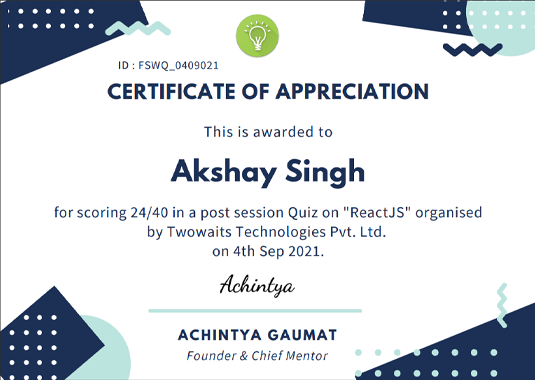 ID : FSWQ_0409021
CERTIFICATE OF APPRECIATION
This is awarded to
Akshay Singh
for scoring 24/40 in a post session Quiz on "ReactJS" organised
by Twowaits Technologies Pvt. Ltd.
on 4th Sep 2021.
Achintya
ACHINTYA GAUMAT
Founder & Chief Mentor